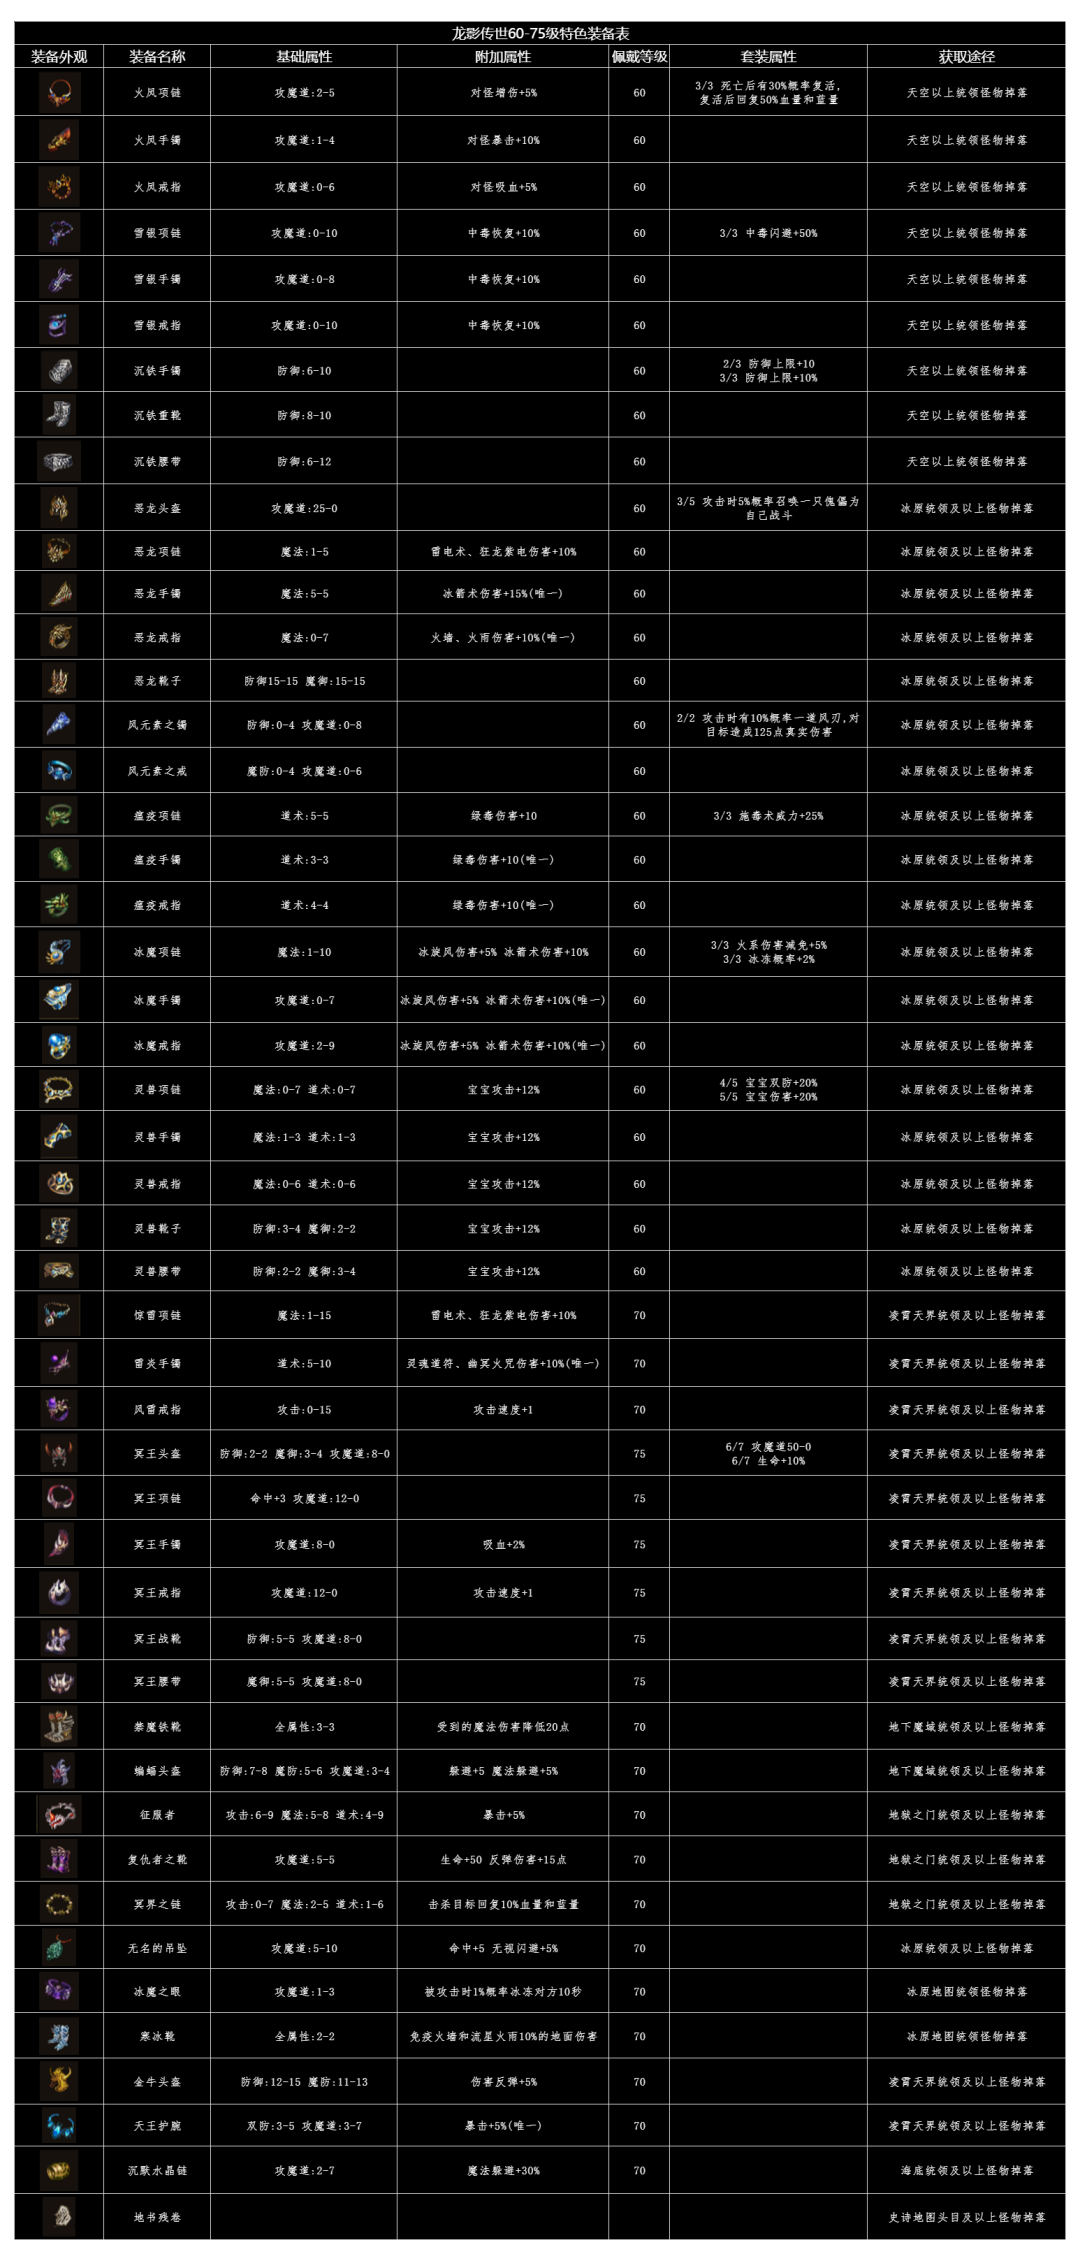 龙影传世60-75级特色装备表
装备外观 装备名称 基础属性 附加属性 佩戴等级 套装属性 获取途径
火凤项链 攻魔道:2-5 对怪增伤+5% 60 3/3 死亡后有30%概率复活, 天空以上统领怪物掉落
复活后回复50%血量和蓝量
火凤手镯 攻魔道:1-4 对怪暴击+10% 60 天空以上统领怪物掉落
火凤戒指 攻魔道:0-6 对怪吸血+5% 60 天空以上统领怪物掉落
雪银项链 攻魔道:0-10 中毒恢复+10% 60 3/3 中毒闪避+50% 天空以上统领怪物掉落
雪银手镯 攻魔道:0-8 中毒恢复+10% 60 天空以上统领怪物掉落
雪银戒指 攻魔道:0-10 中毒恢复+10% 60 天空以上统领怪物掉落
沉铁手镯 防御:6-10 60 2/3 防御上限+10 天空以上统领怪物掉落
3/3 防御上限+10%
沉铁重靴 防御:8-10 60 天空以上统领怪物掉落
沉铁腰带 防御:6-12 60 天空以上统领怪物掉落
恶龙头盔 攻魔道:25-0 60 3/5 攻击时5%概率召唤一只傀儡为 冰原统领及以上怪物掉落
自己战斗
恶龙项链 魔法:1-5 雷电术、狂龙紫电伤害+10% 60 冰原统领及以上怪物掉落
恶龙手镯 魔法:5-5 冰箭术伤害+15%(唯一) 60 冰原统领及以上怪物掉落
恶龙戒指 魔法:0-7 火墙、火雨伤害+10%(唯一) 60 冰原统领及以上怪物掉落
恶龙靴子 防御15-15 魔御:15-15 60 冰原统领及以上怪物掉落
风元素之镯 防御:0-4 攻魔道:0-8 60 2/2 攻击时有10%概率一道风刃,对 冰原统领及以上怪物掉落
目标造成125点真实伤害
风元素之戒 魔防:0-4 攻魔道:0-6 60 冰原统领及以上怪物掉落
瘟疫项链 道术:5-5 绿毒伤害+10 60 3/3 施毒术威力+25% 冰原统领及以上怪物掉落
瘟疫手镯 道术:3-3 绿毒伤害+10(唯一) 60 冰原统领及以上怪物掉落
瘟疫戒指 道术:4-4 绿毒伤害+10(唯一) 60 冰原统领及以上怪物掉落
冰魔项链 魔法:1-10 冰旋风伤害+5% 冰箭术伤害+10% 60 3/3 火系伤害减免+5% 冰原统领及以上怪物掉落
3/3 冰冻概率+2%
冰魔手镯 攻魔道:0-7 冰旋风伤害+5% 冰箭术伤害+10%(唯一) 60 冰原统领及以上怪物掉落
冰魔戒指 攻魔道:2-9 冰旋风伤害+5% 冰箭术伤害+10%(唯一) 60 冰原统领及以上怪物掉落
灵兽项链 魔法:0-7 道术:0-7 宝宝攻击+12% 60 4/5 宝宝双防+20% 冰原统领及以上怪物掉落
5/5 宝宝伤害+20%
灵兽手镯 魔法:1-3 道术:1-3 宝宝攻击+12% 60 冰原统领及以上怪物掉落
灵兽戒指 魔法:0-6 道术:0-6 宝宝攻击+12% 60 冰原统领及以上怪物掉落
灵兽靴子 防御:3-4 魔御:2-2 宝宝攻击+12% 60 冰原统领及以上怪物掉落
灵兽腰带 防御:2-2 魔御:3-4 宝宝攻击+12% 60 冰原统领及以上怪物掉落
惊雷项链 魔法:1-15 雷电术、狂龙紫电伤害+10% 70 凌霄天界统领及以上怪物掉落
雷炎手镯 道术:5-10 灵魂道符、幽冥火咒伤害+10%(唯一) 70 凌霄天界统领及以上怪物掉落
风雷戒指 攻击:0-15 攻击速度+1 70 凌霄天界统领及以上怪物掉落
冥王头盔 防御:2-2 魔御:3-4 攻魔道:8-0 75 6/7 攻魔道50-0 凌霄天界统领及以上怪物掉落
6/7 生命+10%
冥王项链 命中+3 攻魔道:12-0 75 凌霄天界统领及以上怪物掉落
冥王手镯 攻魔道:8-0 吸血+2% 75 凌霄天界统领及以上怪物掉落
冥王戒指 攻魔道:12-0 攻击速度+1 75 凌霄天界统领及以上怪物掉落
冥王战靴 防御:5-5 攻魔道:8-0 75 凌霄天界统领及以上怪物掉落
冥王腰带 魔御:5-5 攻魔道:8-0 75 凌霄天界统领及以上怪物掉落
禁魔铁靴 全属性:3-3 受到的魔法伤害降低20点 70 地下魔域统领及以上怪物掉落
蝙蝠头盔 防御:7-8 魔防:5-6 攻魔道:3-4 躲避+5 魔法躲避+5% 70 地下魔域统领及以上怪物掉落
征服者 攻击:6-9 魔法:5-8 道术:4-9 暴击+5% 70 地狱之门统领及以上怪物掉落
复仇者之靴 攻魔道:5-5 生命+50 反弹伤害+15点 70 地狱之门统领及以上怪物掉落
冥界之链 攻击:0-7 魔法:2-5 道术:1-6 击杀目标回复10%血量和蓝量 70 地狱之门统领及以上怪物掉落
无名的吊坠 攻魔道:5-10 命中+5 无视闪避+5% 70 冰原统领及以上怪物掉落
冰魔之眼 攻魔道:1-3 被攻击时1%概率冰冻对方10秒 70 冰原地图统领怪物掉落
寒冰靴 全属性:2-2 免疫火墙和流星火雨10%的地面伤害 70 冰原地图统领怪物掉落
金牛头盔 防御:12-15 魔防:11-13 伤害反弹+5% 70 凌霄天界统领及以上怪物掉落
天王护腕 双防:3-5 攻魔道:3-7 暴击+5%(唯一) 70 凌霄天界统领及以上怪物掉落
沉默水晶链 攻魔道:2-7 魔法躲避+30% 70 海底统领及以上怪物掉落
地书残卷 史诗地图头目及以上怪物掉落